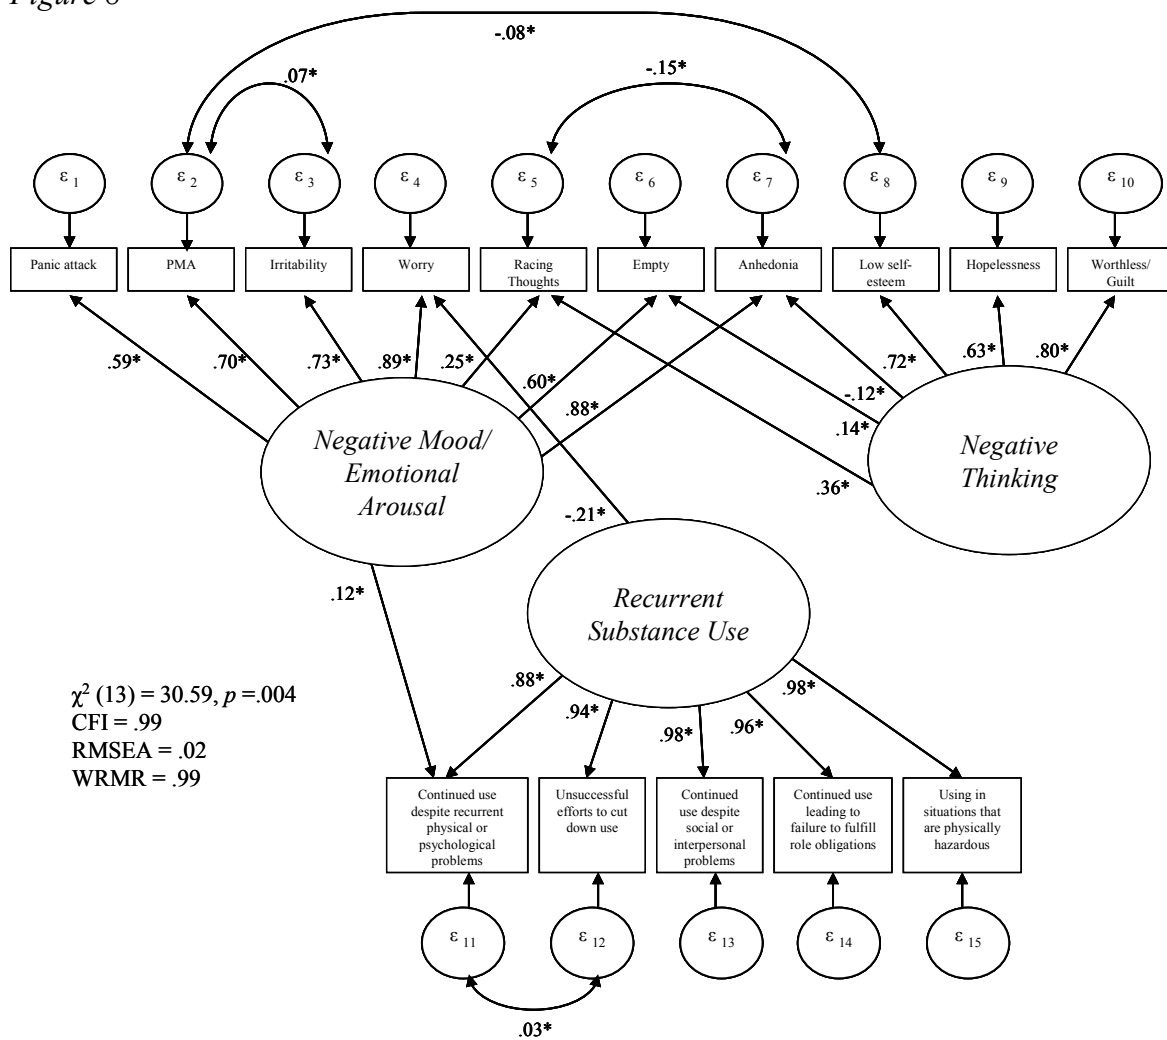 -.08*
.07*
-.15*
ε 1
ε 2
ε 3
ε 4
ε 5
ε 6
ε 7
ε 8
ε 9
ε 10
Panic attack
PMA
Irritability
Worry
Racing
Thoughts
Empty
Anhedonia
Low self-
esteem
Hopelessness
Worthless/
Guilt
.59*
.70*
.73*
.89*
.25*
.60*
.88*
.72*
.63*
.80*
-.12*
.14*
.36*
Negative Mood/
Emotional
Arousal
Negative
Thinking
-.21*
.12*
Recurrent
Substance Use
χ² (13) = 30.59, p =.004
CFI = .99
RMSEA = .02
WRMR = .99
.88*
.94*
.98*
.96*
.98*
Continued use
despite recurrent
physical or
psychological
problems
Unsuccessful
efforts to cut
down use
Continued
use despite
social or
interpersonal
problems
Continued use
leading to
failure to fulfill
role obligations
Using in
situations that
are physically
hazardous
ε 11
ε 12
ε 13
ε 14
ε 15
.03*